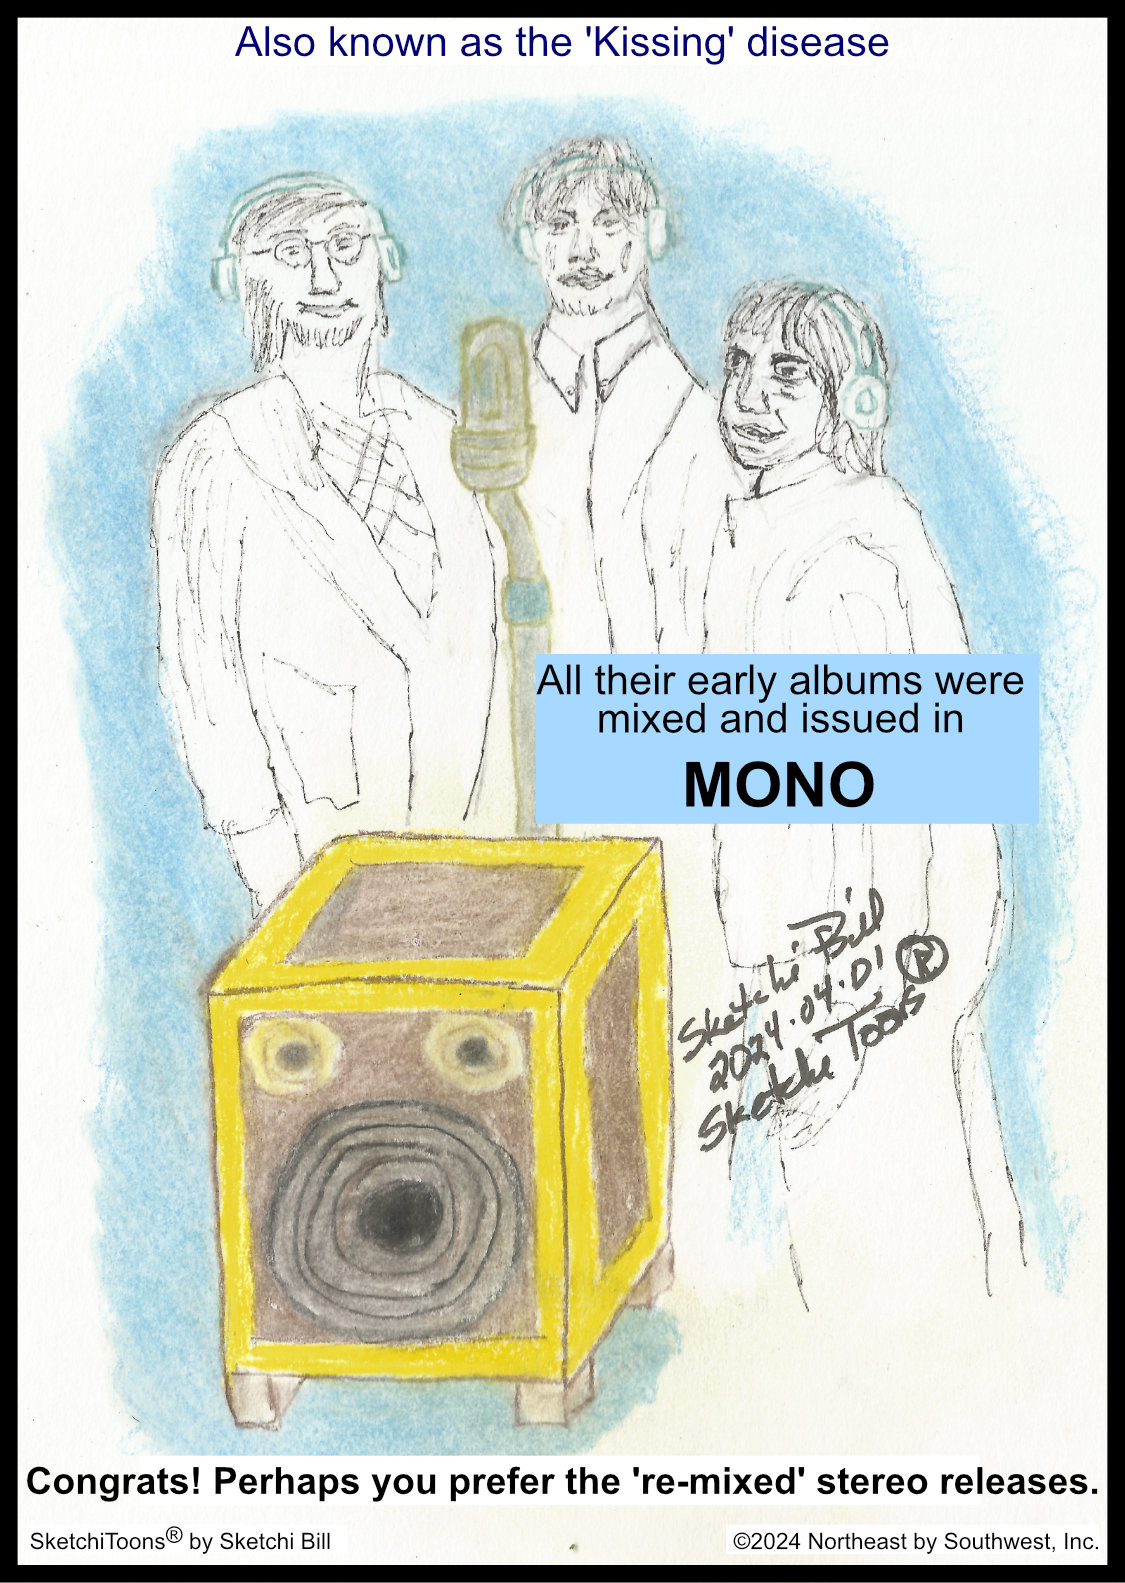 Also known as the 'Kissing' disease
All their early albums were
mixed and issued in
MONO
Sketchi Bill
2024.04.01
Sketchi Toons ®
Congrats! Perhaps you prefer the 're-mixed' stereo releases.
SketchiToons® by Sketchi Bill
©2024 Northeast by Southwest, Inc.